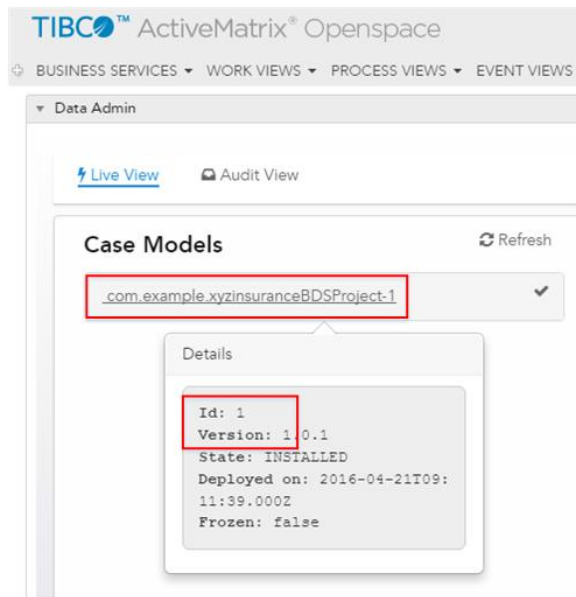 TIBCO™ ActiveMatrix® Openspace
BUSINESS SERVICES WORK VIEWS PROCESS VIEWS EVENT VIEWS
Data Admin
Live View Audit View
Case Models Refresh
com.example.xyzinsuranceBDSProject-1
Details
Id: 1
Version: 1.0.1
State: INSTALLED
Deployed on: 2016-04-21T09:
11:39.000Z
Frozen: false